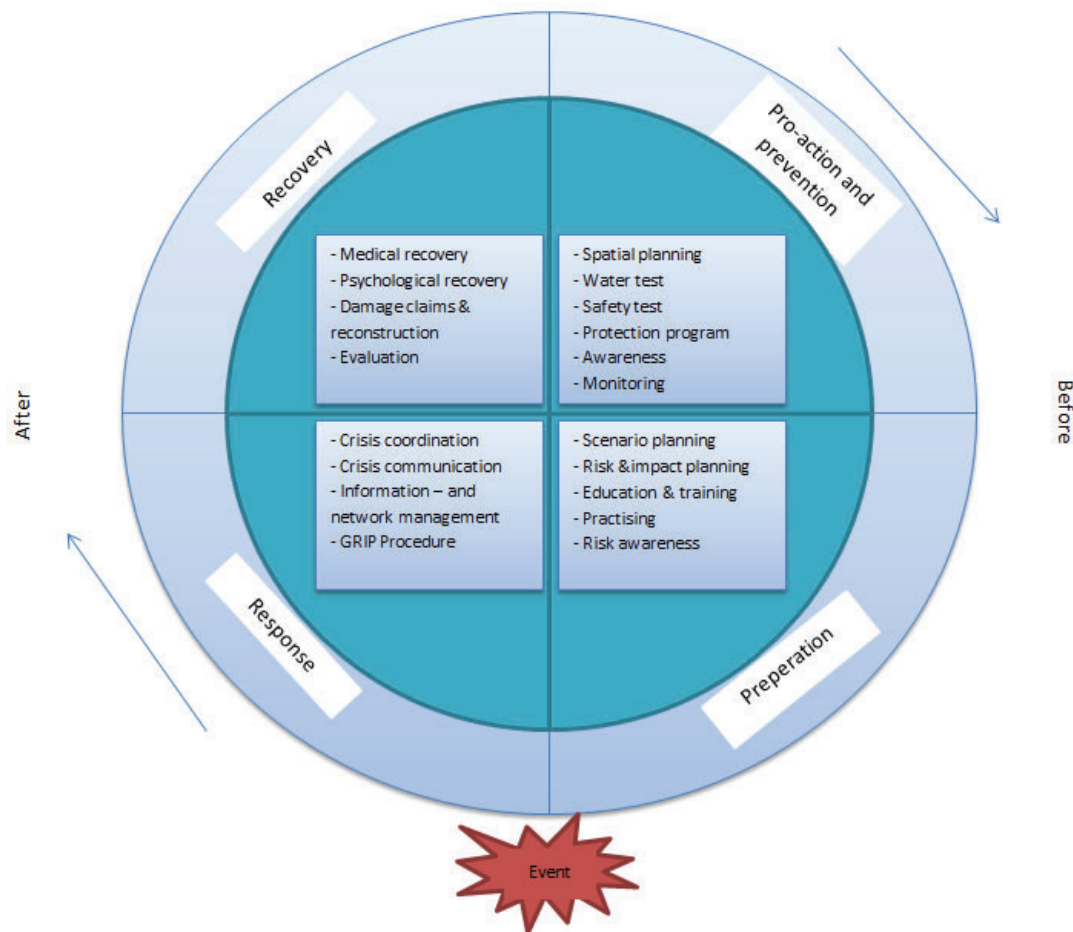 Recovery
Pro-action and
prevention
- Medical recovery
- Psychological recovery
- Damage claims &
reconstruction
- Evaluation
- Spatial planning
- Water test
- Safety test
- Protection program
- Awareness
- Monitoring
After
Before
- Crisis coordination
- Crisis communication
- Information – and
network management
- GRIP Procedure
- Scenario planning
- Risk & impact planning
- Education & training
- Practising
- Risk awareness
Response
Preperation
Event